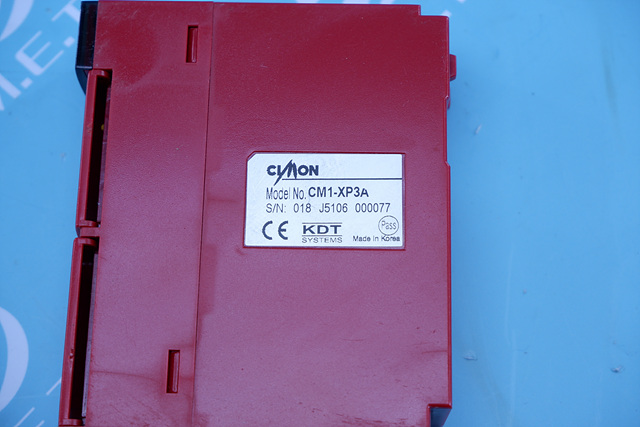 M.E.T
CIMON
Model No. CM1-XP3A
S/N: 018 J5106 000077
CE KDT Pass
SYSTEMS Made in Korea